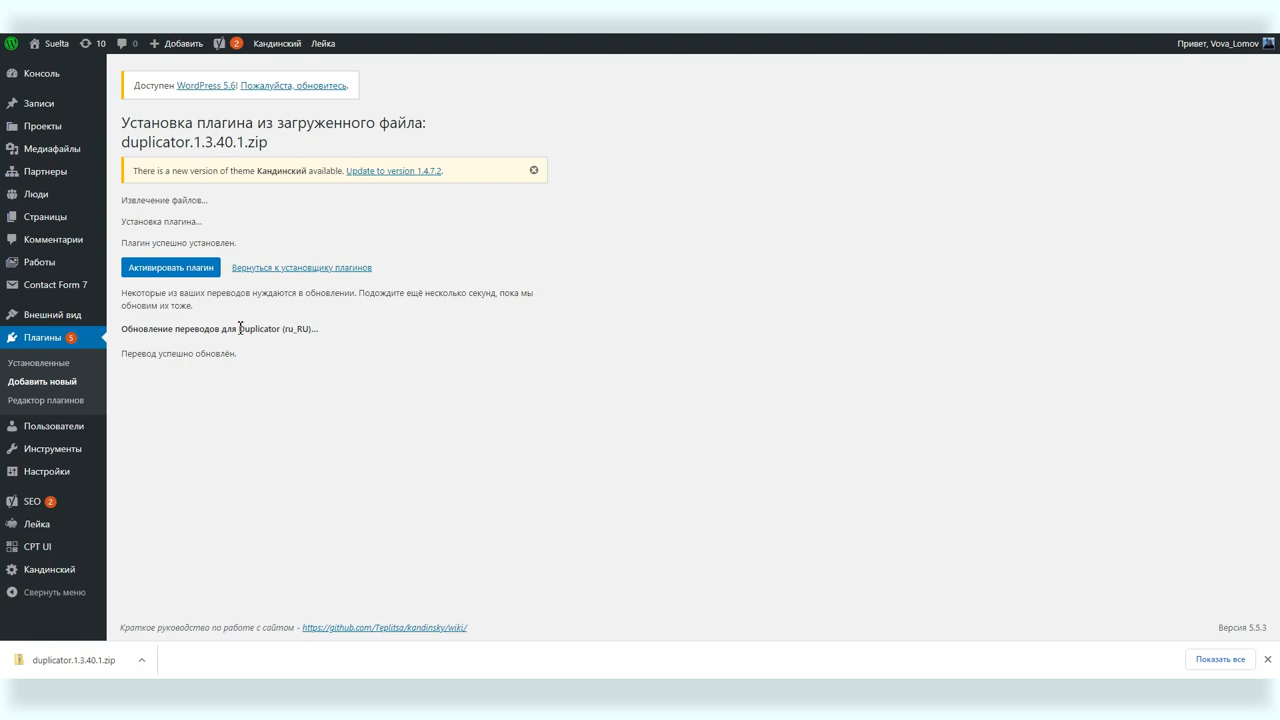 Suelta 10 0 Добавить 2 Кандинский Лейка Привет, Vova_Lomov
Консоль
Записи
Проекты
Медиафайлы
Партнеры
Люди
Страницы
Комментарии
Работы
Contact Form 7
Внешний вид
Плагины 5
Установленные
Добавить новый
Редактор плагинов
Пользователи
Инструменты
Настройки
SEO 2
Лейка
CPT UI
Кандинский
Свернуть меню
Доступен WordPress 5.6! Пожалуйста, обновитесь.
Установка плагина из загруженного файла:
duplicator.1.3.40.1.zip
There is a new version of theme Кандинский available. Update to version 1.4.7.2.
Извлечение файлов…
Установка плагина…
Плагин успешно установлен.
Активировать плагин Вернуться к установщику плагинов
Некоторые из ваших переводов нуждаются в обновлении. Подождите ещё несколько секунд, пока мы
обновим их тоже.
Обновление переводов для Duplicator (ru_RU)…
Перевод успешно обновлён.
Краткое руководство по работе с сайтом - https://github.com/Teplitsa/kandinsky/wiki/
Версия 5.5.3
duplicator.1.3.40.1.zip
Показать все